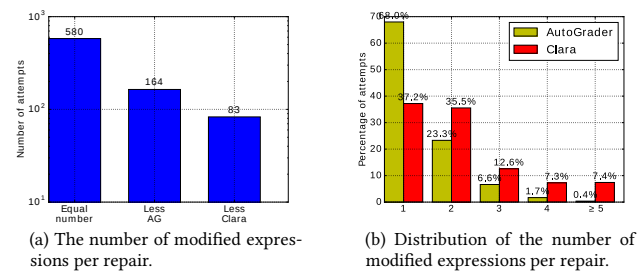 10³
10²
10¹
Number of attempts
580
164
83
Equal
number
Less
AG
Less
Clara
(a) The number of modified expres-
sions per repair.
70
60
50
40
30
20
10
0
Percentage of attempts
AutoGrader
Clara
68.0%
37.2%
23.3%
35.5%
6.6%
12.6%
1.7%
7.3%
0.4%
7.4%
1
2
3
4
≥ 5
(b) Distribution of the number of
modified expressions per repair.